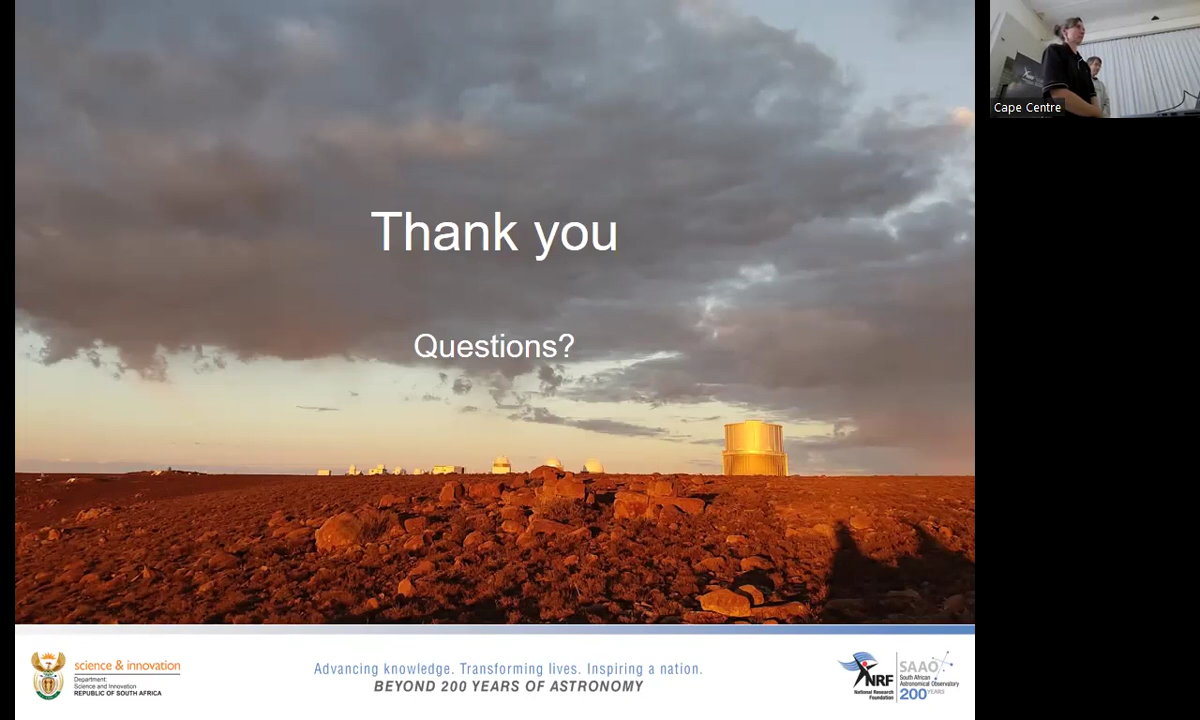 Thank you
Questions?
Cape Centre
science & innovation
Department:
Science and Innovation
REPUBLIC OF SOUTH AFRICA
Advancing knowledge. Transforming lives. Inspiring a nation.
BEYOND 200 YEARS OF ASTRONOMY
NRF
National Research
Foundation
SAAO
South African
Astronomical Observatory
200 YEARS